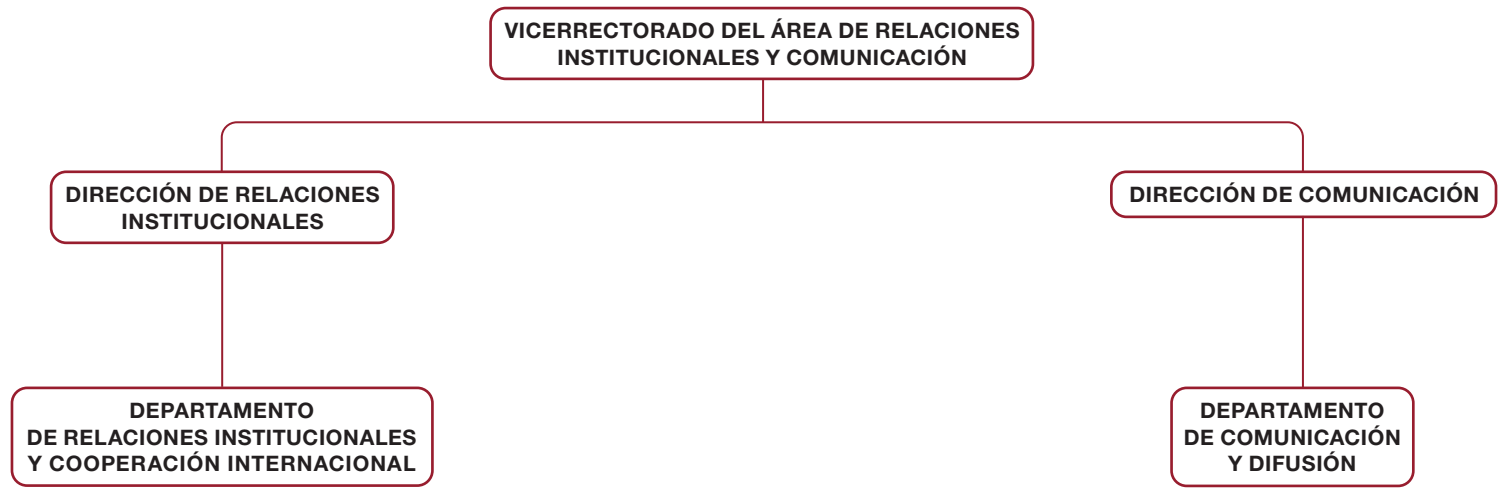 VICERRECTORADO DEL ÁREA DE RELACIONES
INSTITUCIONALES Y COMUNICACIÓN
DIRECCIÓN DE RELACIONES
INSTITUCIONALES
DIRECCIÓN DE COMUNICACIÓN
DEPARTAMENTO
DE RELACIONES INSTITUCIONALES
Y COOPERACIÓN INTERNACIONAL
DEPARTAMENTO
DE COMUNICACIÓN
Y DIFUSIÓN